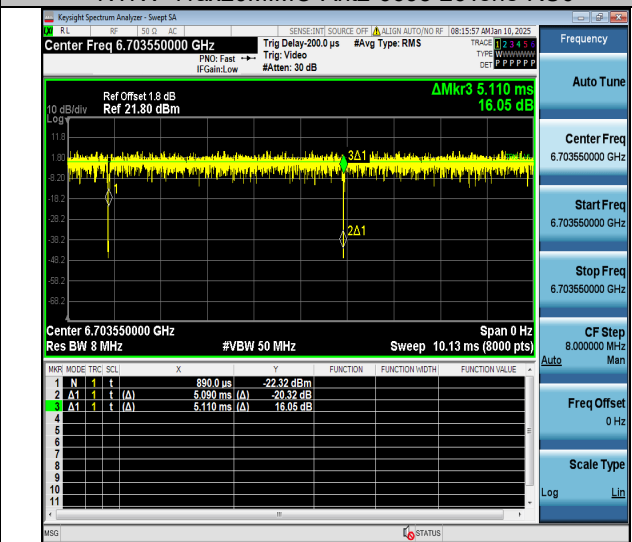 Keysight Spectrum Analyzer - Swept SA
RL RF 50 Ω AC SENSE:INT SOURCE OFF ALIGN AUTO/NO RF 08:15:57 AM Jan 10, 2025
Center Freq 6.703550000 GHz
PNO: Fast
IFGain:Low
Trig Delay-200.0 µs
Trig: Video
#Atten: 30 dB
#Avg Type: RMS
TRACE 1 2 3 4 5 6
TYPE WWWWWW
DET P P P P P P
Ref Offset 1.8 dB
10 dB/div Ref 21.80 dBm
Log
ΔMkr3 5.110 ms
16.05 dB
11.8
1.80
-8.20
-18.2
-28.2
-38.2
-48.2
-58.2
-68.2
1
3Δ1
2Δ1
Center 6.703550000 GHz Span 0 Hz
Res BW 8 MHz #VBW 50 MHz Sweep 10.13 ms (8000 pts)
MKR MODE TRC SCL X Y FUNCTION FUNCTION WIDTH FUNCTION VALUE
1 N 1 t 890.0 µs -22.32 dBm
2 Δ1 1 t (Δ) 5.090 ms (Δ) -20.32 dB
3 Δ1 1 t (Δ) 5.110 ms (Δ) 16.05 dB
4
5
6
7
8
9
10
11
MSG STATUS
Frequency
Auto Tune
Center Freq
6.703550000 GHz
Start Freq
6.703550000 GHz
Stop Freq
6.703550000 GHz
CF Step
8.000000 MHz
Auto Man
Freq Offset
0 Hz
Scale Type
Log Lin